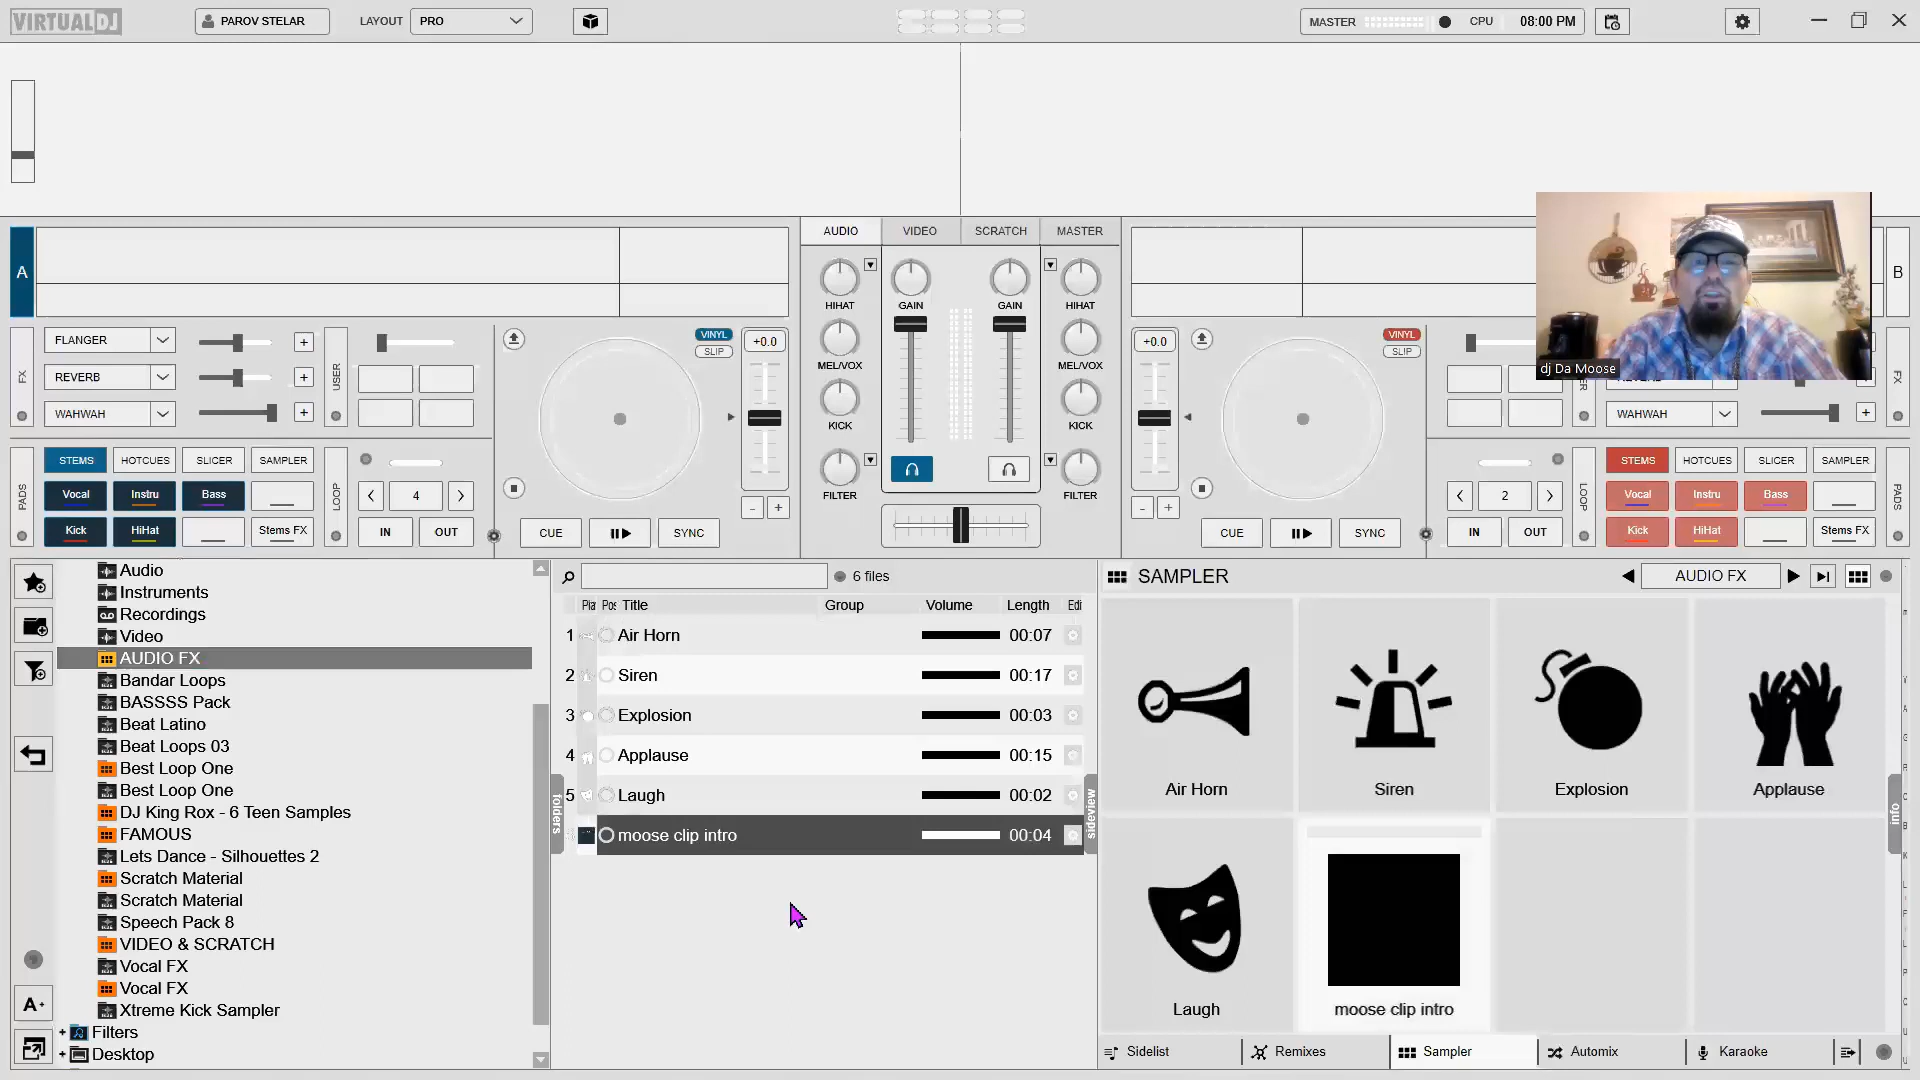 VIRTUALDJ
PAROV STELAR
LAYOUT
PRO
MASTER
CPU
08:00 PM
A
B
AUDIO
VIDEO
SCRATCH
MASTER
HIHAT
GAIN
GAIN
HIHAT
MEL/VOX
MEL/VOX
KICK
KICK
FILTER
FILTER
FX
FLANGER
REVERB
WAHWAH
USER
VINYL
SLIP
+0.0
+0.0
VINYL
SLIP
dj Da Moose
WAHWAH
FX
PADS
STEMS
HOTCUES
SLICER
SAMPLER
Vocal
Instru
Bass
Kick
HiHat
Stems FX
LOOP
4
IN
OUT
CUE
SYNC
CUE
SYNC
2
IN
OUT
LOOP
STEMS
HOTCUES
SLICER
SAMPLER
Vocal
Instru
Bass
Kick
HiHat
Stems FX
PADS
Audio
Instruments
Recordings
Video
AUDIO FX
Bandar Loops
BASSSS Pack
Beat Latino
Beat Loops 03
Best Loop One
Best Loop One
DJ King Rox - 6 Teen Samples
FAMOUS
Lets Dance - Silhouettes 2
Scratch Material
Scratch Material
Speech Pack 8
VIDEO & SCRATCH
Vocal FX
Vocal FX
Xtreme Kick Sampler
Filters
Desktop
A+
folders
6 files
Title
Group
Volume
Length
Edi
1 Air Horn 00:07
2 Siren 00:17
3 Explosion 00:03
4 Applause 00:15
5 Laugh 00:02
moose clip intro 00:04
sideview
SAMPLER
AUDIO FX
Air Horn
Siren
Explosion
Applause
Laugh
moose clip intro
info
Sidelist
Remixes
Sampler
Automix
Karaoke